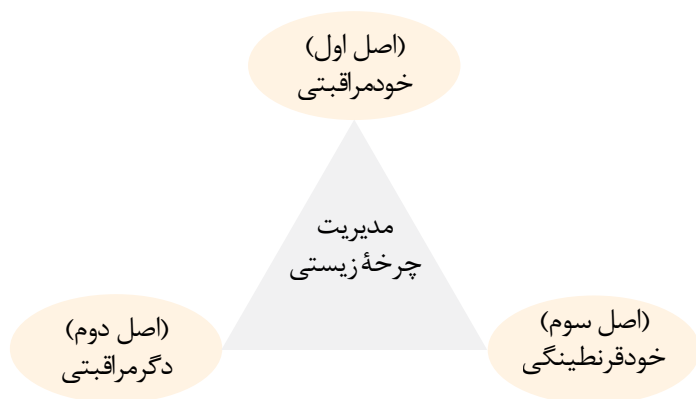 (اصل اول)
خودمراقبتی
مدیریت
چرخهٔ زیستی
(اصل سوم)
خودقرنطینگی
(اصل دوم)
دگرمراقبتی